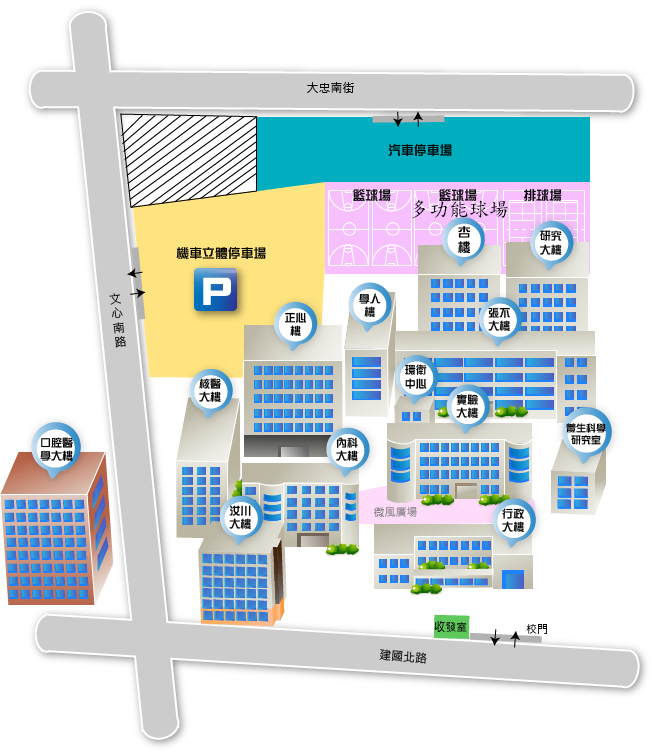 大忠南街
汽車停車場
籃球場
籃球場
排球場
多功能球場
杏
樓
研究
大樓
機車立體停車場
P
文心南路
學人
樓
正心
樓
張不
大樓
環衛
中心
核醫
大樓
實驗
大樓
養生科學
研究室
口腔醫
學大樓
內科
大樓
汝川
大樓
微風廣場
行政
大樓
收發室
校門
建國北路